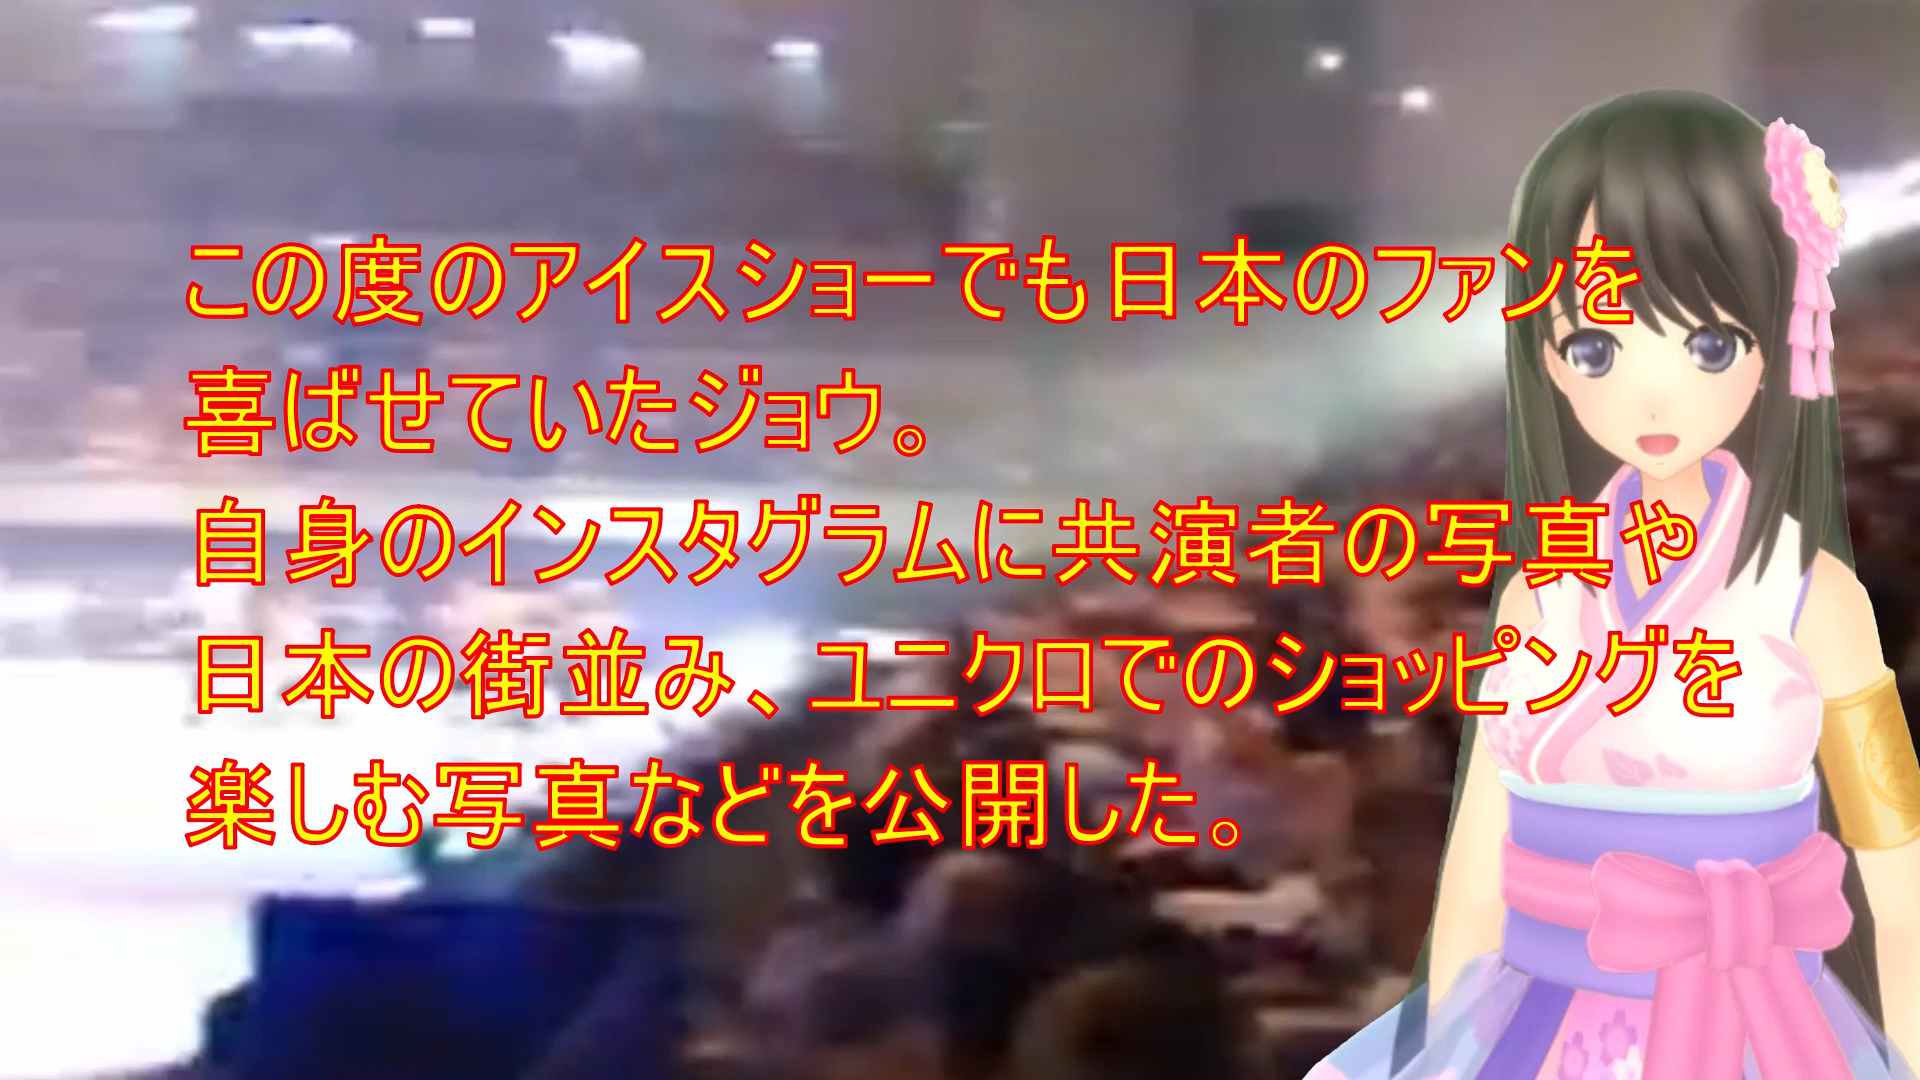 この度のアイスショーでも日本のファンを
喜ばせていたジョウ。
自身のインスタグラムに共演者の写真や
日本の街並み、ユニクロでのショッピングを
楽しむ写真などを公開した。